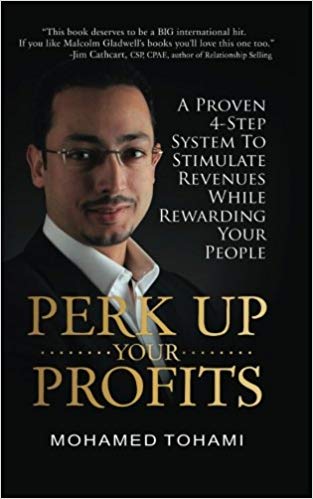 "This book deserves to be a BIG international hit.
If you like Malcolm Gladwell's books you'll love this one too."
-Jim Cathcart, CSP, CPAE, author of Relationship Selling
A Proven
4-Step
System To
Stimulate
Revenues
While
Rewarding
Your
People
PERK UP
YOUR
PROFITS
MOHAMED TOHAMI